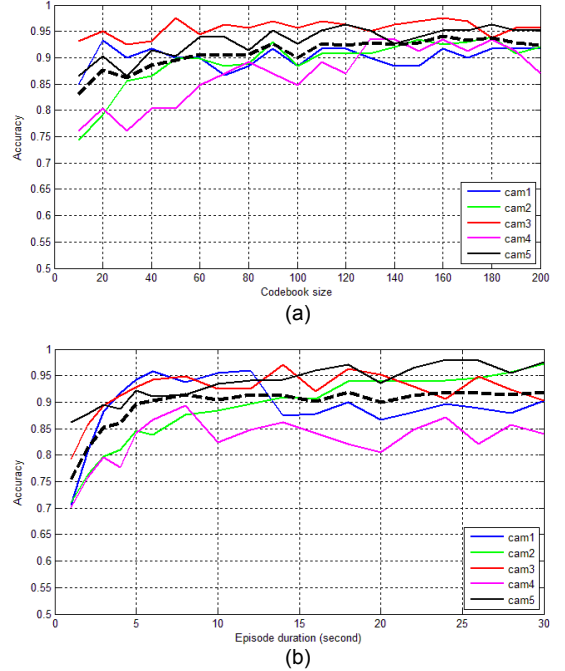 1
0.95
0.9
0.85
0.8
0.75
0.7
0.65
0.6
0.55
0.5
Accuracy
0 20 40 60 80 100 120 140 160 180 200
Codebook size
cam1
cam2
cam3
cam4
cam5
(a)
1
0.95
0.9
0.85
0.8
0.75
0.7
0.65
0.6
0.55
0.5
Accuracy
0 5 10 15 20 25 30
Episode duration (second)
cam1
cam2
cam3
cam4
cam5
(b)